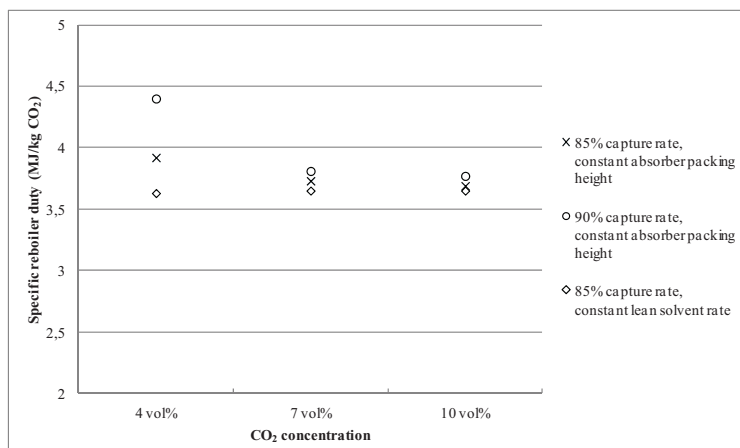 5
4,5
4
3,5
3
2,5
2
Specific reboiler duty (MJ/kg CO₂)
4 vol%
7 vol%
10 vol%
CO₂ concentration
85% capture rate,
constant absorber packing
height
90% capture rate,
constant absorber packing
height
85% capture rate,
constant lean solvent rate